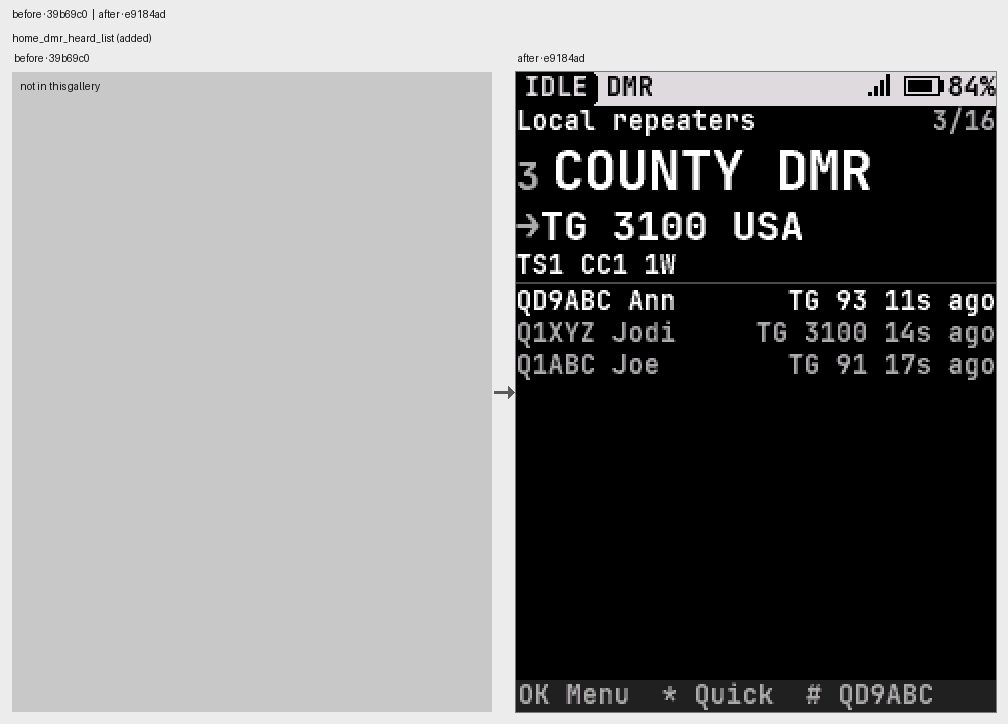 before · 39b69c0 | after · e9184ad
home_dmr_heard_list (added)
before · 39b69c0
after · e9184ad
not in this gallery
IDLE DMR 84%
Local repeaters 3/16
3 COUNTY DMR
→TG 3100 USA
TS1 CC1 1W
QD9ABC Ann TG 93 11s ago
Q1XYZ Jodi TG 3100 14s ago
Q1ABC Joe TG 91 17s ago
OK Menu * Quick # QD9ABC